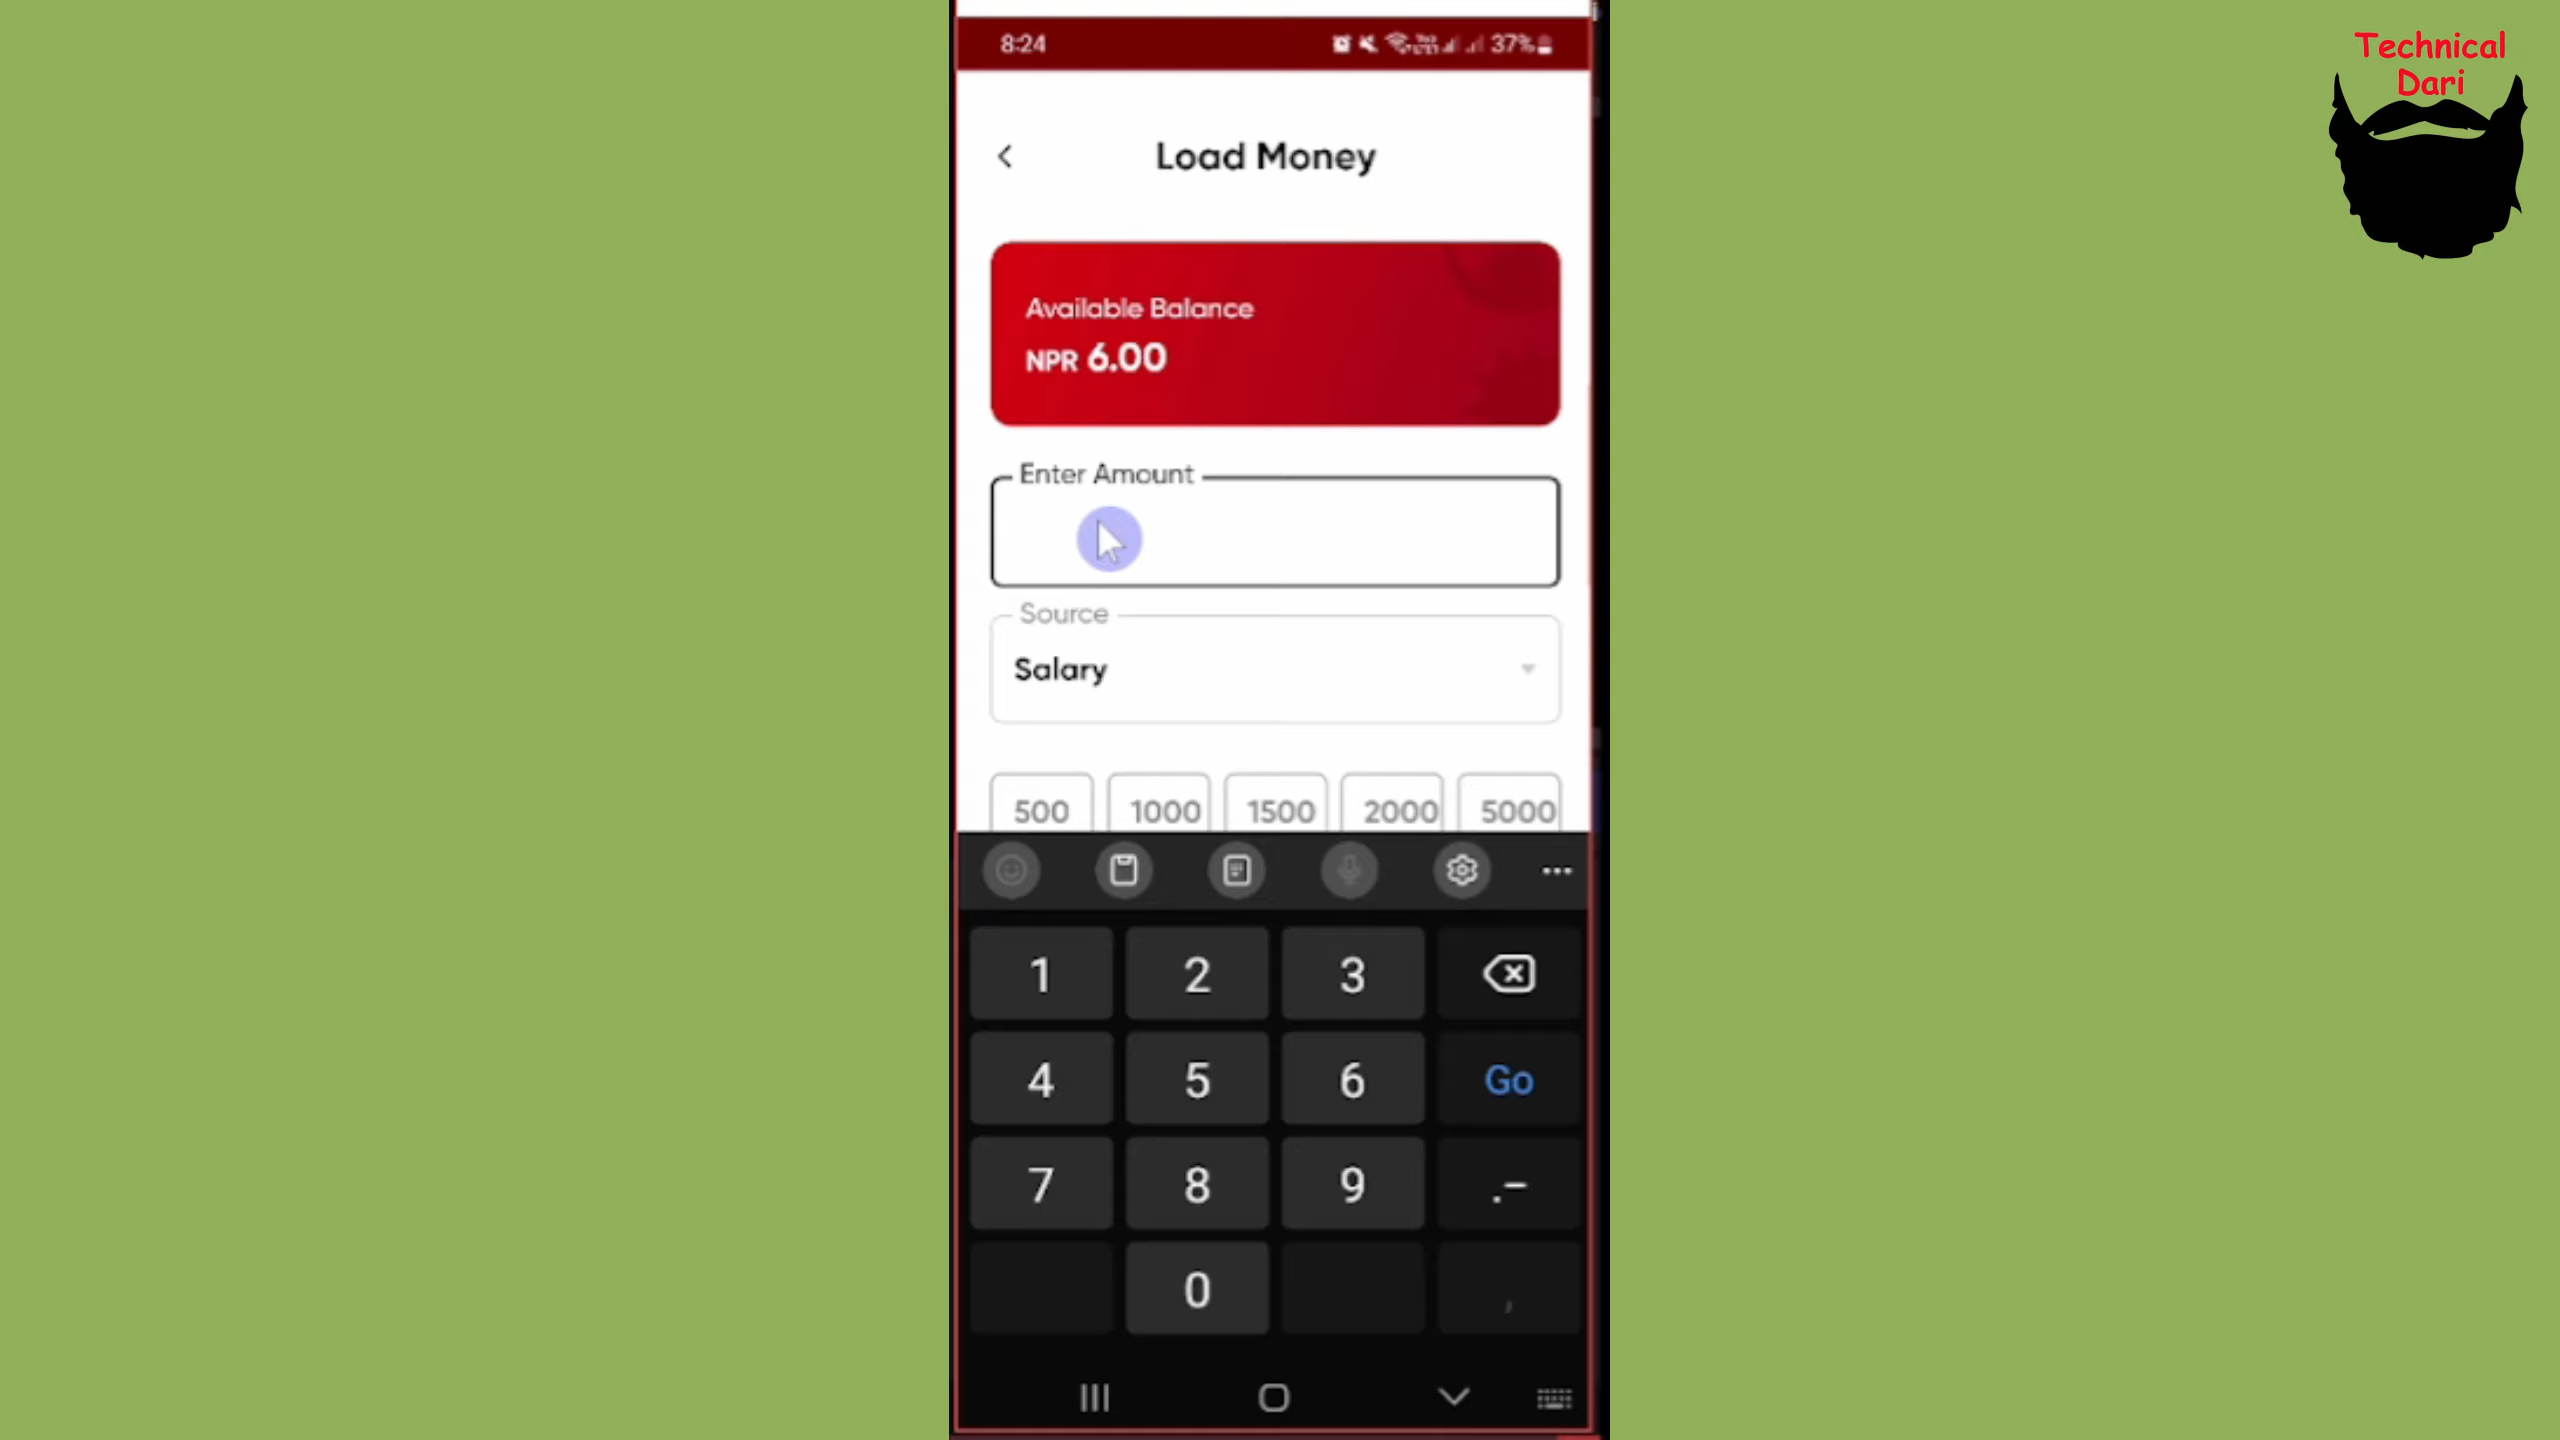 8:24
37%
Technical
Dari
Load Money
Available Balance
NPR 6.00
Enter Amount
Source
Salary
500 1000 1500 2000 5000
1 2 3
4 5 6 Go
7 8 9 .-
0 ,